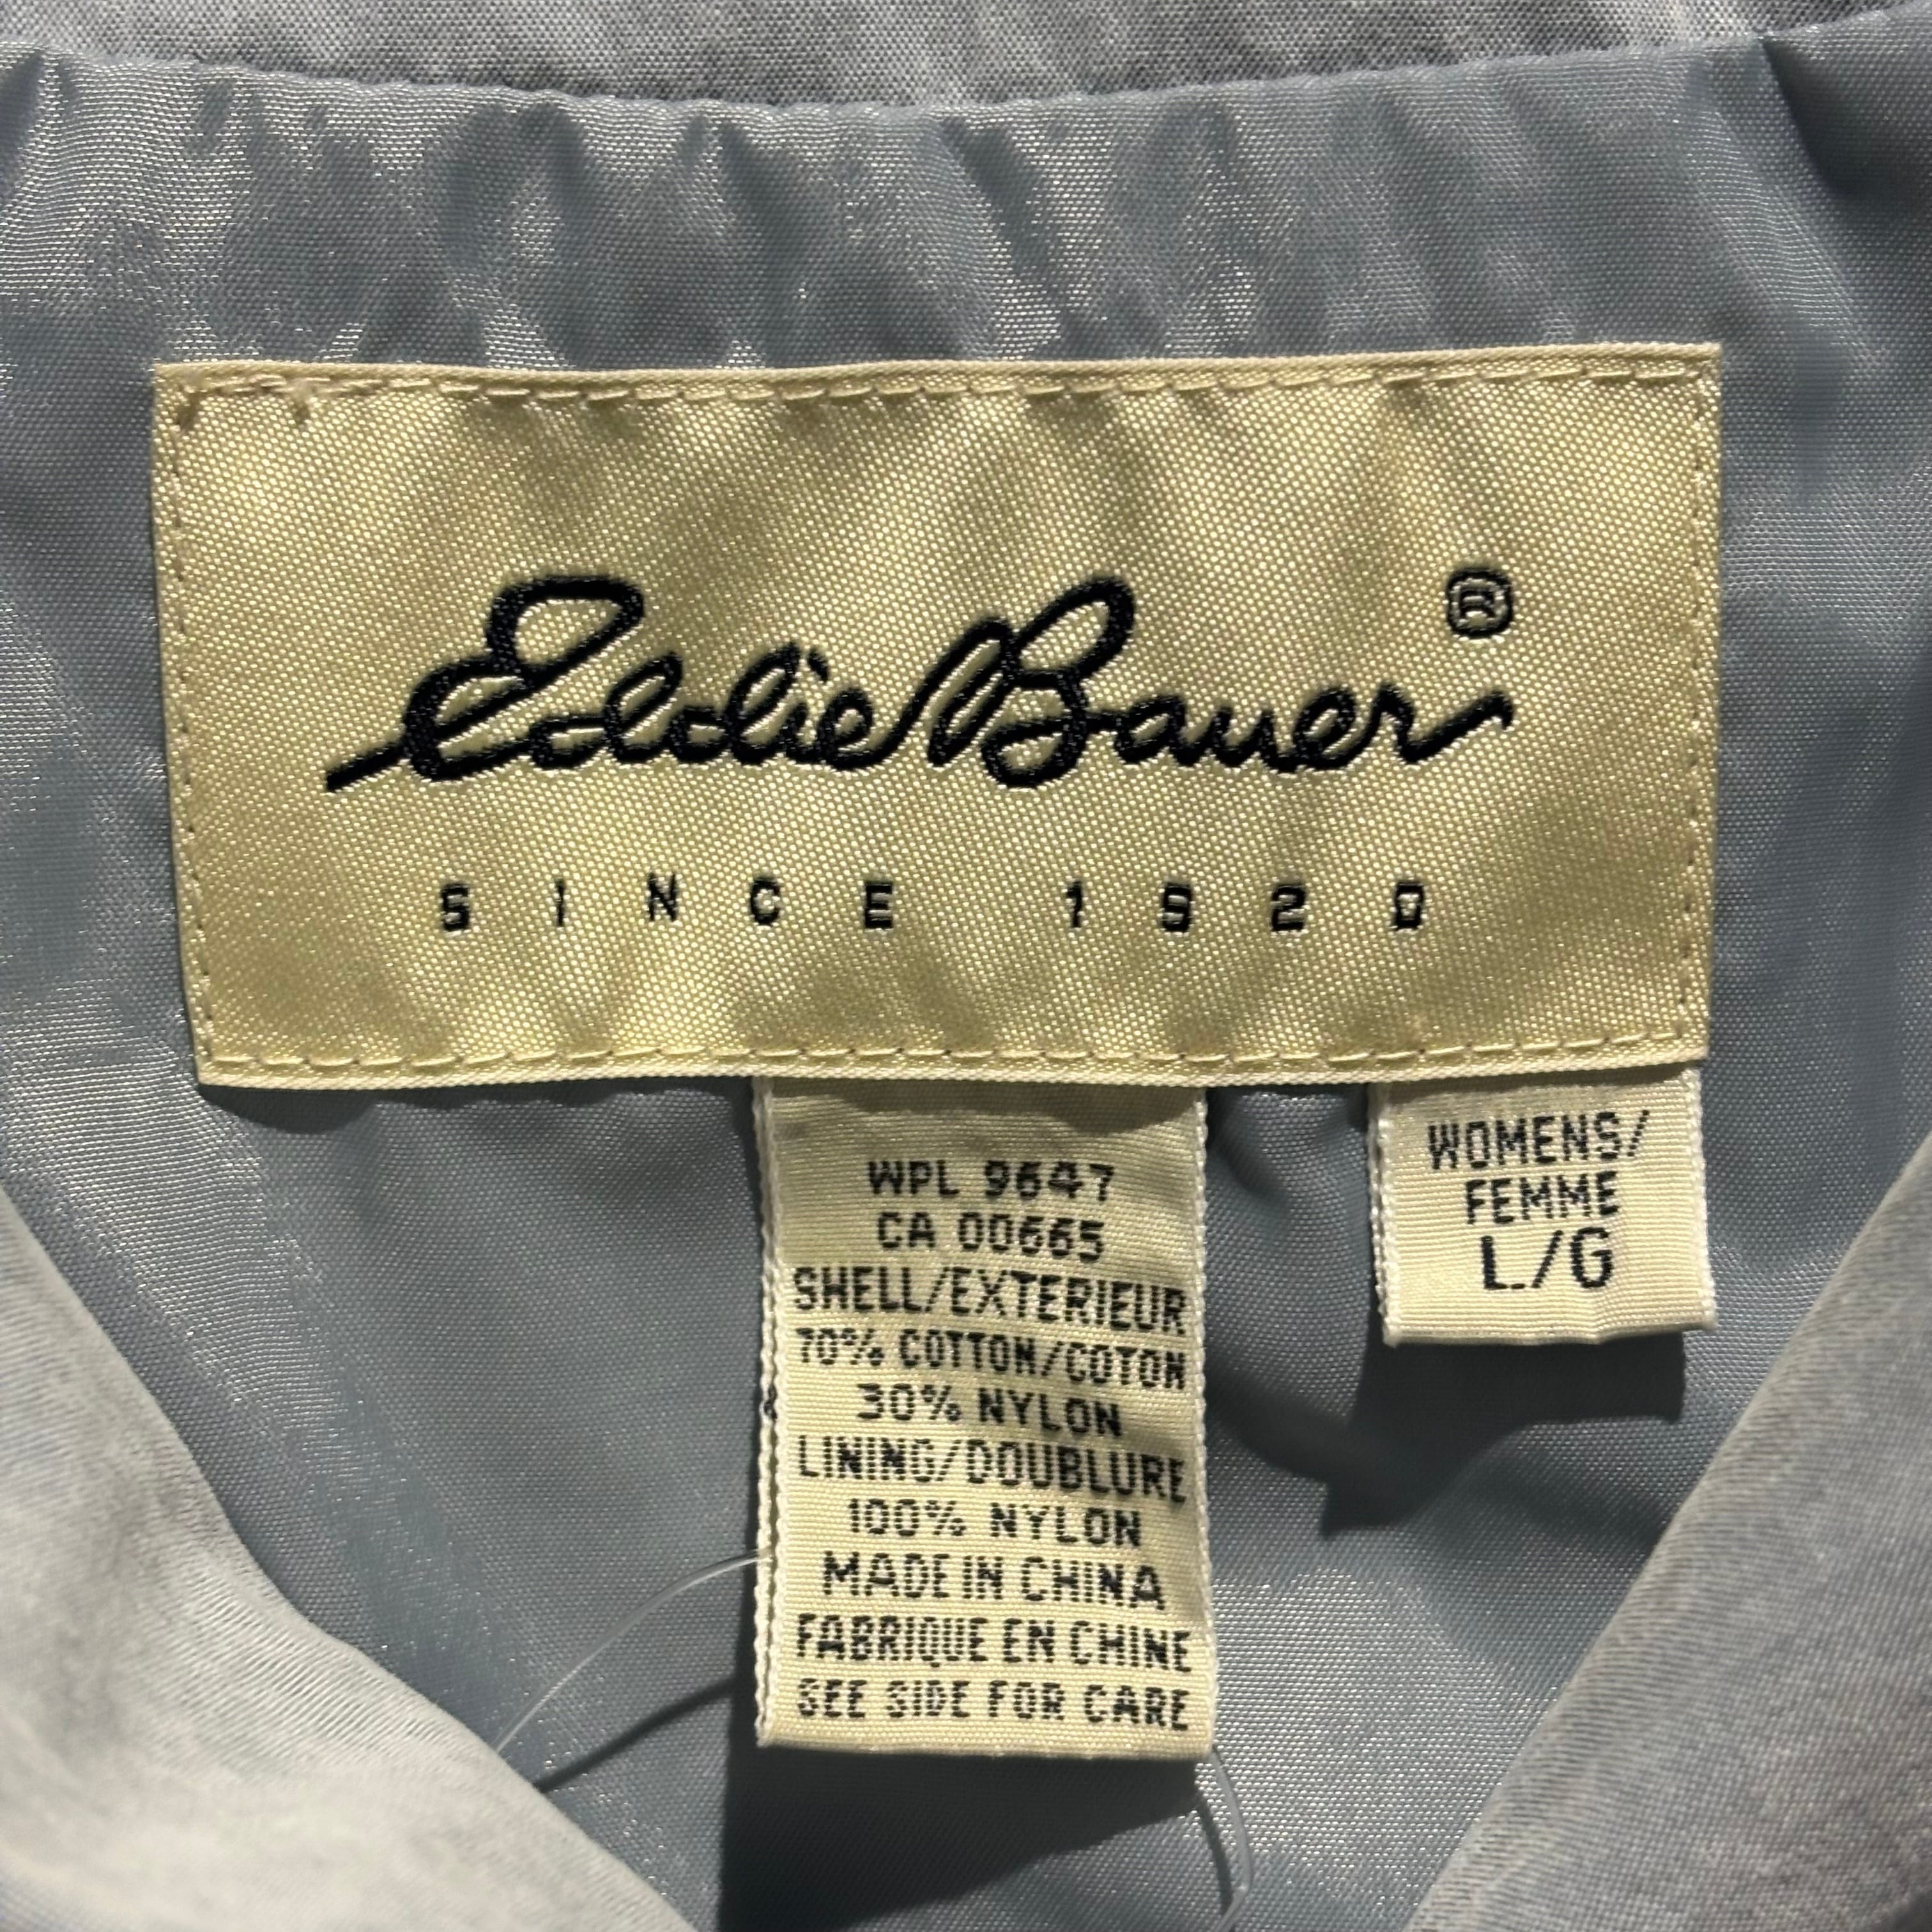 Eddie Bauer®
SINCE 1920
WPL 9647
CA 00665
SHELL/EXTERIEUR
70% COTTON/COTON
30% NYLON
LINING/DOUBLURE
100% NYLON
MADE IN CHINA
FABRIQUE EN CHINE
SEE SIDE FOR CARE
WOMENS/
FEMME
L/G